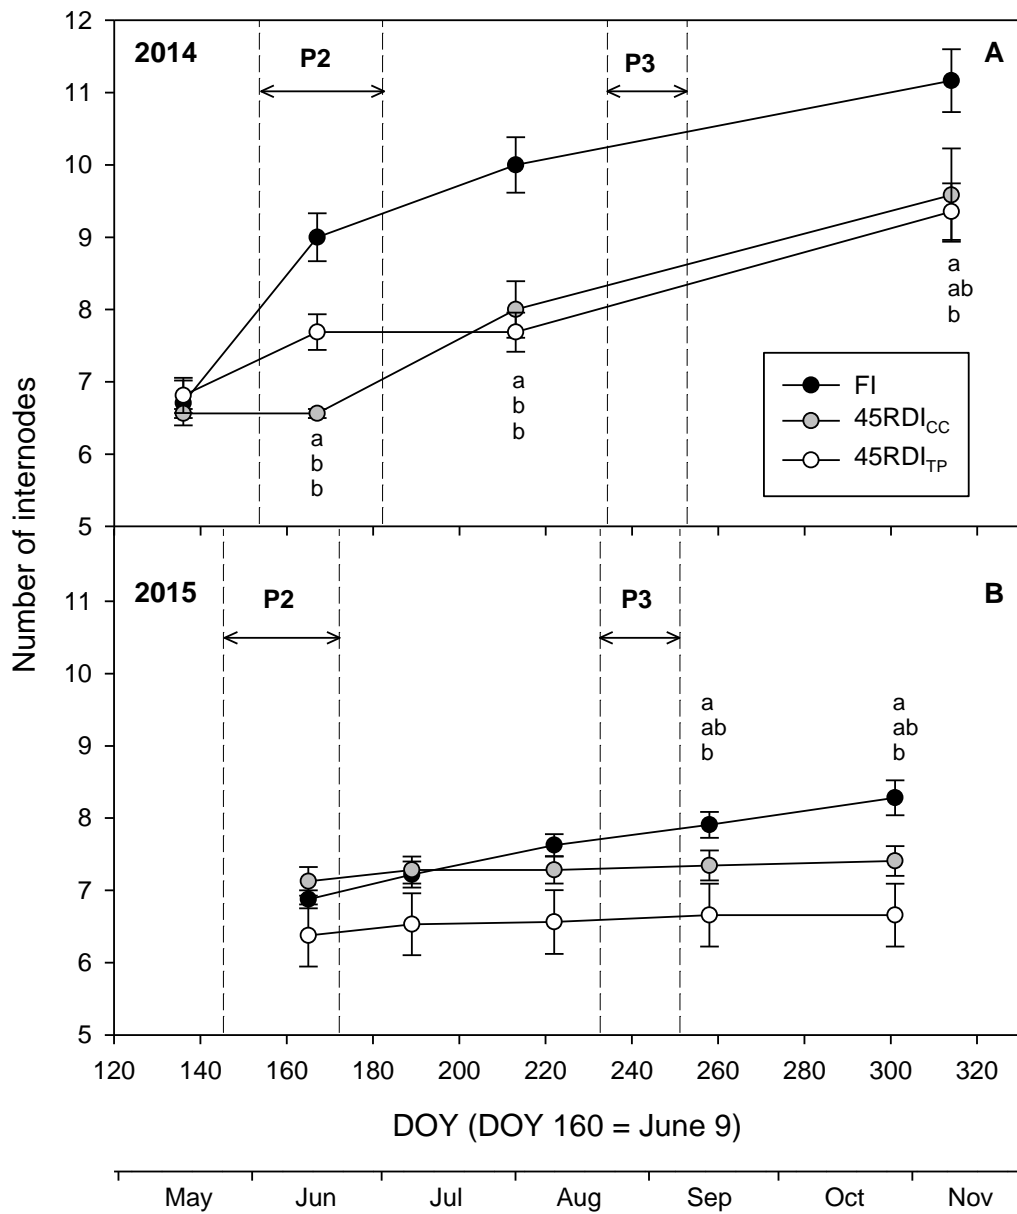 12
2014
P2
P3
A
11
10
9
8
7
6
5
a
b
b
a
b
b
a
ab
b
FI
45RDI_CC
45RDI_TP
Number of internodes
2015
P2
P3
B
11
10
9
8
7
6
5
a
ab
b
a
ab
b
120 140 160 180 200 220 240 260 280 300 320
DOY (DOY 160 = June 9)
May Jun Jul Aug Sep Oct Nov